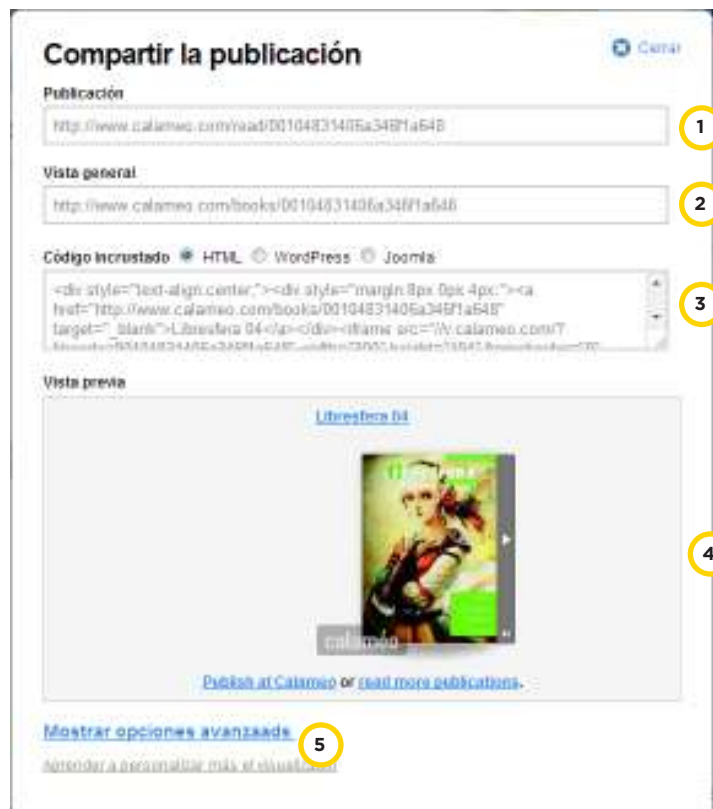 Compartir la publicación
Cerrar
Publicación
http://www.calameo.com/read/00104831406a346f1a648
1
Vista general
http://www.calameo.com/books/00104831406a346f1a648
2
Código incrustado HTML WordPress Joomla
<div style="text-align:center;"><div style="margin:8px 0px 4px;"><a
href="http://www.calameo.com/books/00104831406a346f1a648"
target="_blank">Libresfera 04</a></div><iframe src="//v.calameo.com/?
3
Vista previa
Libresfera 04
calaméo
4
Publish at Calameo or read more publications.
Mostrar opciones avanzaads
5
Aprender a personalizar más el visualizador